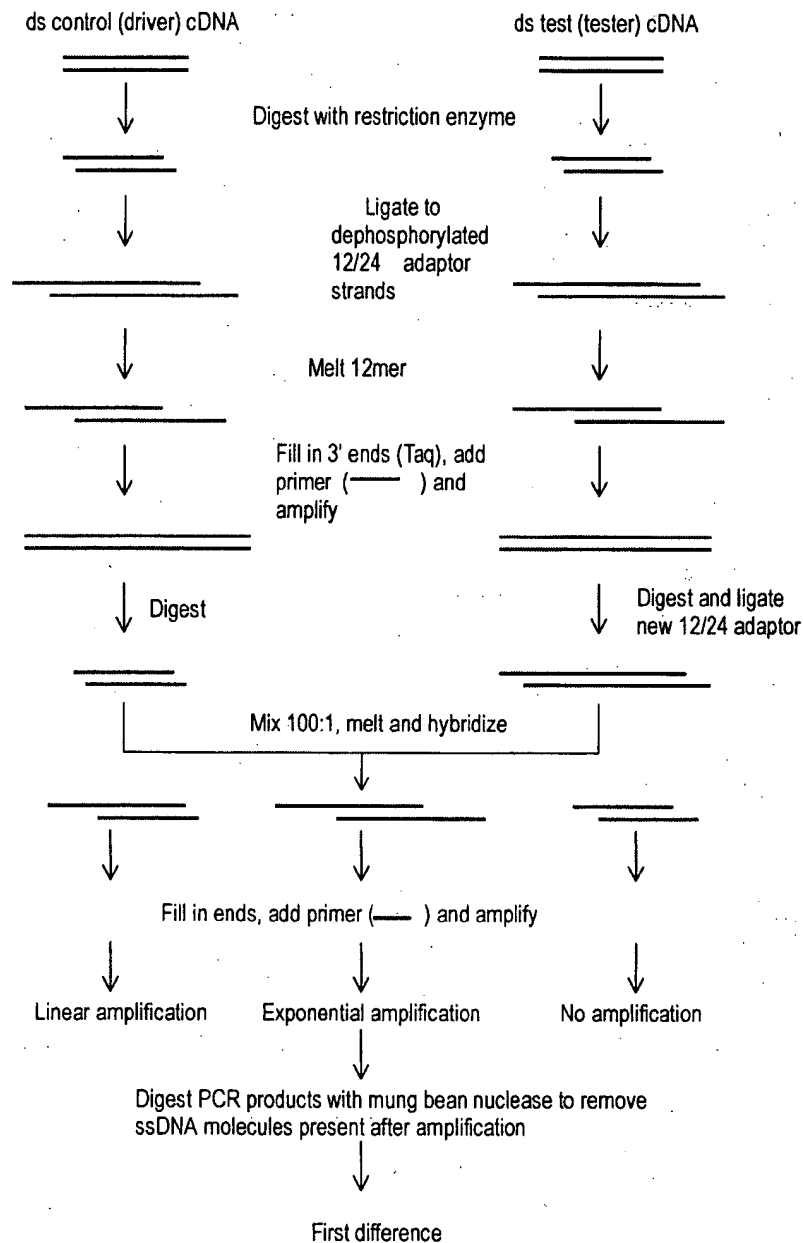 ds control (driver) cDNA
ds test (tester) cDNA
Digest with restriction enzyme
Ligate to
dephosphorylated
12/24 adaptor
strands
Melt 12mer
Fill in 3' ends (Taq), add
primer ( ) and
amplify
Digest
Digest and ligate
new 12/24 adaptor
Mix 100:1, melt and hybridize
Fill in ends, add primer ( ) and amplify
Linear amplification
Exponential amplification
No amplification
Digest PCR products with mung bean nuclease to remove
ssDNA molecules present after amplification
First difference